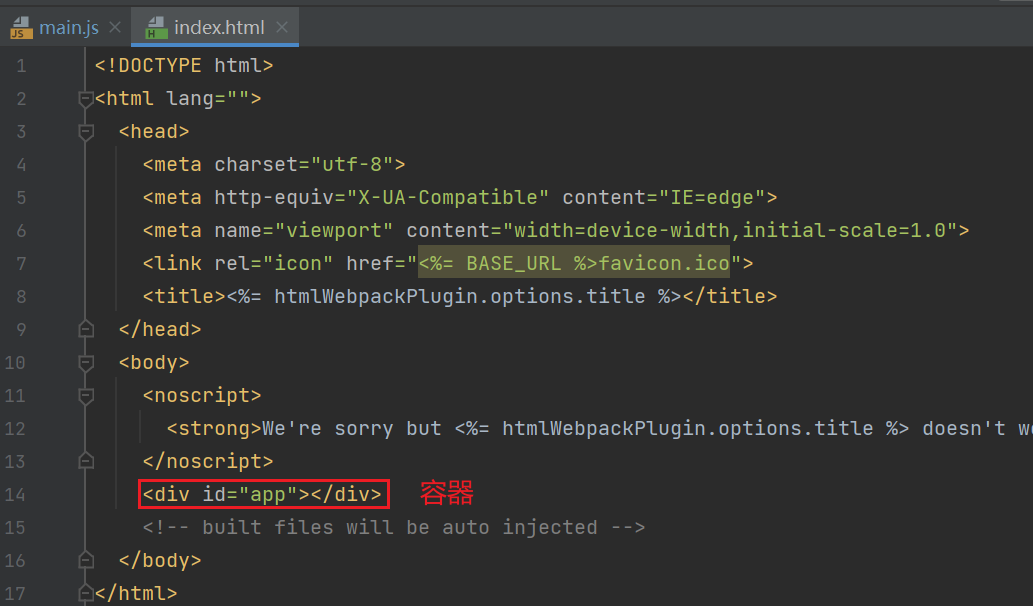 main.js index.html
1 <!DOCTYPE html>
2 <html lang="">
3 <head>
4 <meta charset="utf-8">
5 <meta http-equiv="X-UA-Compatible" content="IE=edge">
6 <meta name="viewport" content="width=device-width,initial-scale=1.0">
7 <link rel="icon" href="<%= BASE_URL %>favicon.ico">
8 <title><%= htmlWebpackPlugin.options.title %></title>
9 </head>
10 <body>
11 <noscript>
12 <strong>We're sorry but <%= htmlWebpackPlugin.options.title %> doesn't
13 </noscript>
14 <div id="app"></div> 容器
15 <!-- built files will be auto injected -->
16 </body>
17 </html>